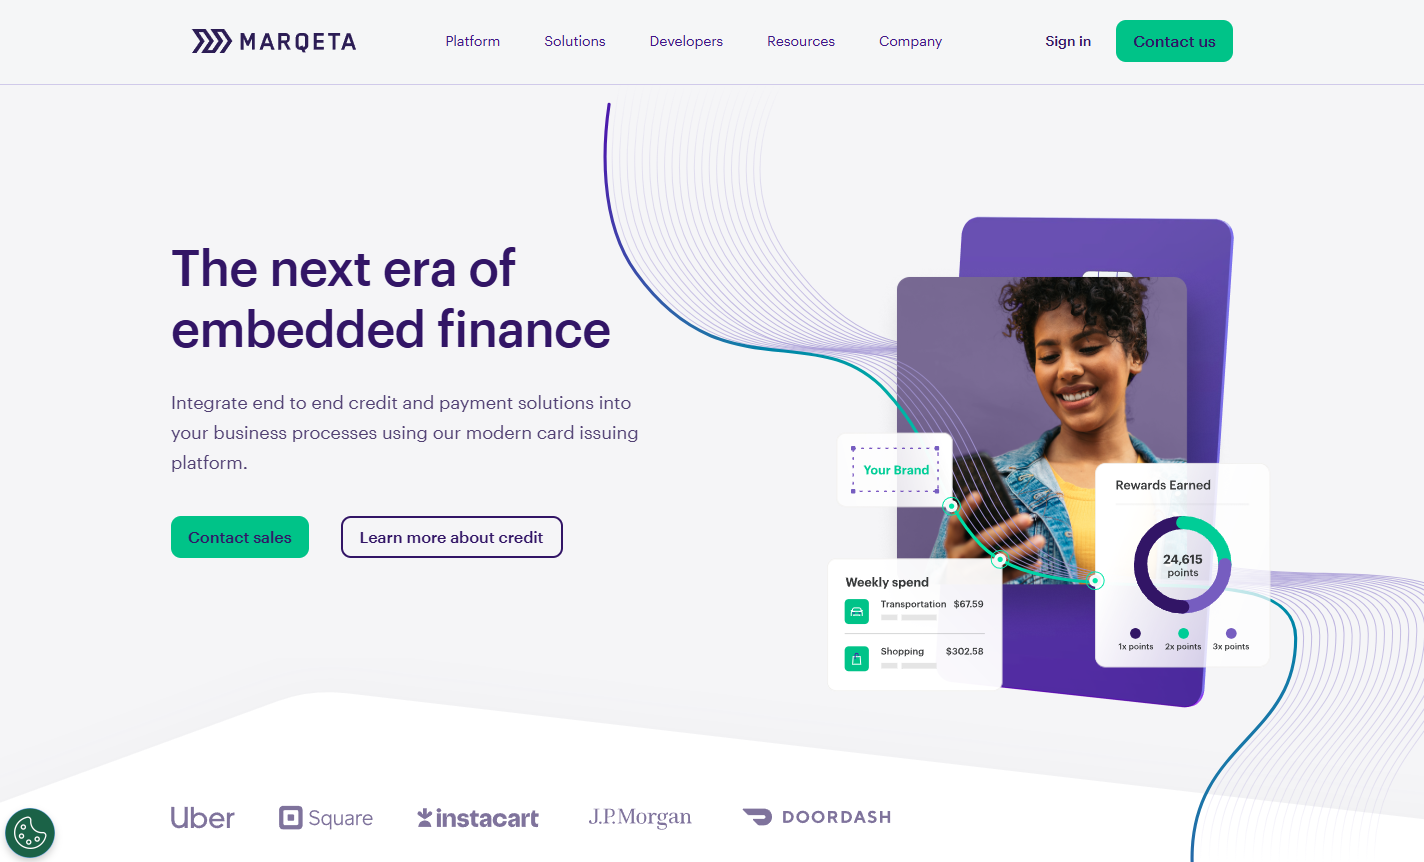 MARQETA
Platform
Solutions
Developers
Resources
Company
Sign in
Contact us
The next era of
embedded finance
Integrate end to end credit and payment solutions into
your business processes using our modern card issuing
platform.
Contact sales
Learn more about credit
Your Brand
Rewards Earned
24,615
points
1x points
2x points
3x points
Weekly spend
Transportation $67.59
Shopping $302.58
Uber
Square
instacart
J.P.Morgan
DOORDASH